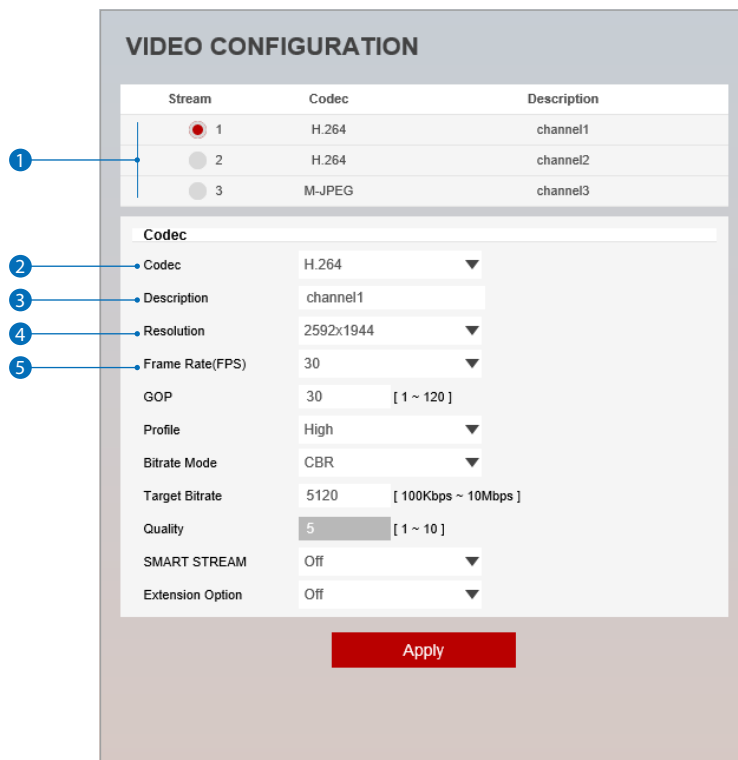 VIDEO CONFIGURATION
Stream Codec Description
1 H.264 channel1
1 2 H.264 channel2
3 M-JPEG channel3
Codec
2 Codec H.264
3 Description channel1
4 Resolution 2592x1944
5 Frame Rate(FPS) 30
GOP 30 [ 1 ~ 120 ]
Profile High
Bitrate Mode CBR
Target Bitrate 5120 [ 100Kbps ~ 10Mbps ]
Quality 5 [ 1 ~ 10 ]
SMART STREAM Off
Extension Option Off
Apply